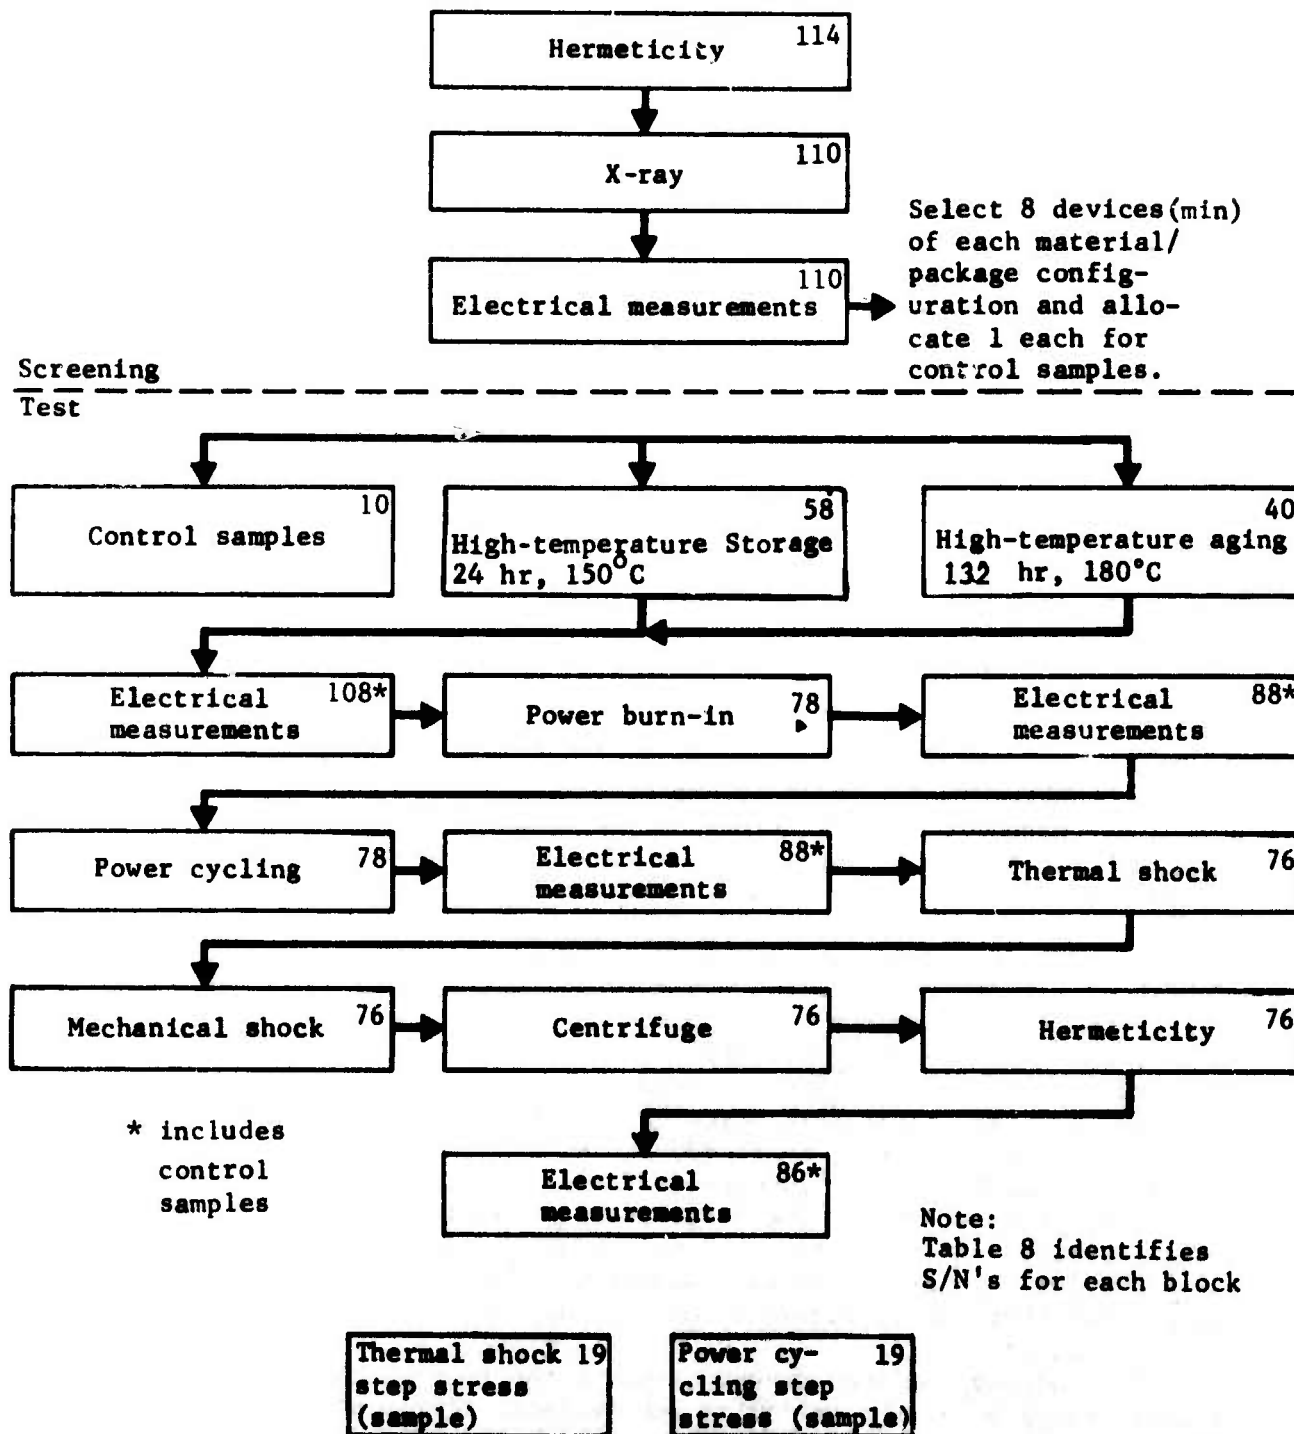 Hermeticity 114
X-ray 110
Electrical measurements 110
Select 8 devices(min)
of each material/
package config-
uration and allo-
cate 1 each for
control samples.
Screening
Test
Control samples 10
58
High-temperature Storage
24 hr, 150°C
40
High-temperature aging
132 hr, 180°C
Electrical 108*
measurements
Power burn-in 78
Electrical 88*
measurements
Power cycling 78
Electrical 88*
measurements
Thermal shock 76
Mechanical shock 76
Centrifuge 76
Hermeticity 76
* includes
control
samples
Electrical 86*
measurements
Note:
Table 8 identifies
S/N's for each block
Thermal shock 19
step stress
(sample)
Power cy- 19
cling step
stress (sample)